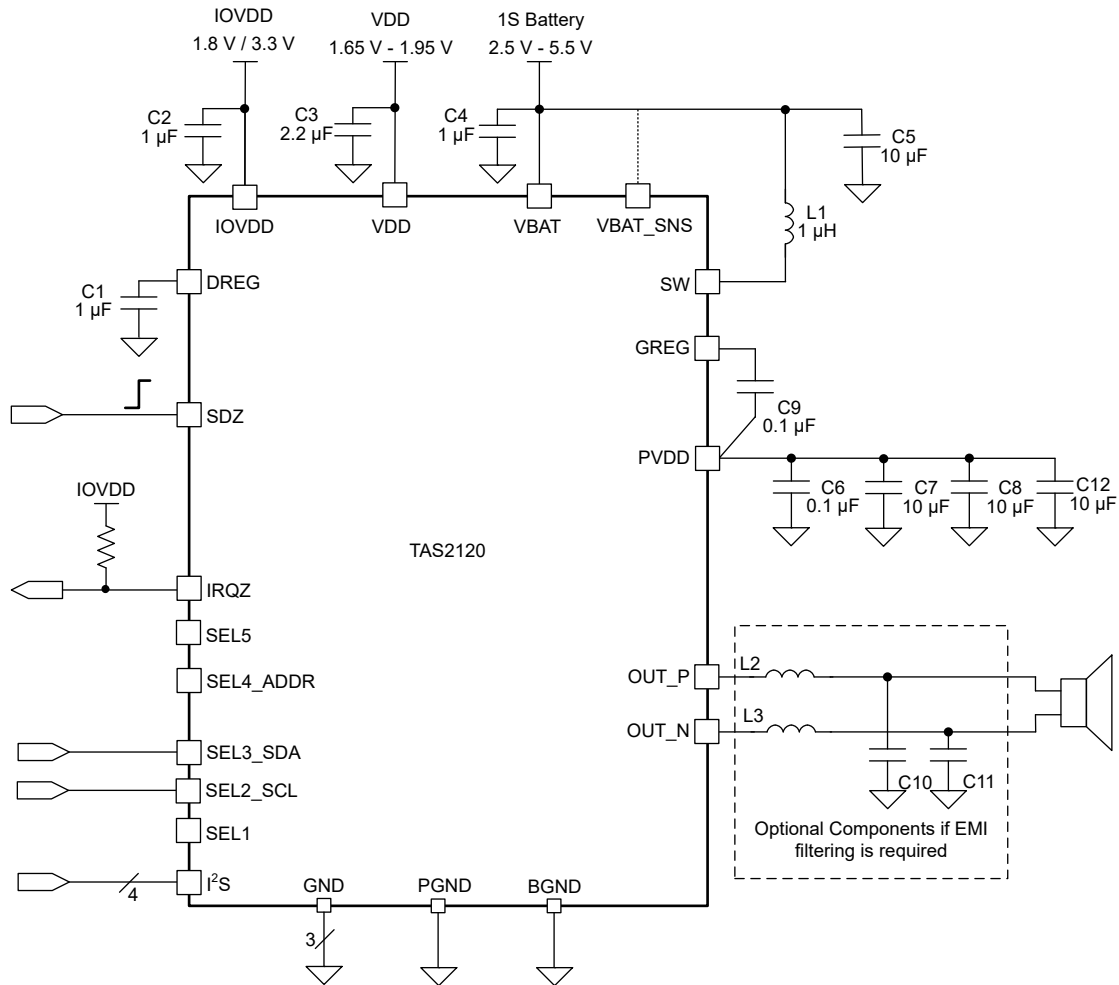 IOVDD
1.8 V / 3.3 V
VDD
1.65 V - 1.95 V
1S Battery
2.5 V - 5.5 V
C2
1 µF
C3
2.2 µF
C4
1 µF
C5
10 µF
L1
1 µH
IOVDD
VDD
VBAT
VBAT_SNS
DREG
SW
C1
1 µF
GREG
C9
0.1 µF
SDZ
PVDD
IOVDD
C6
0.1 µF
C7
10 µF
C8
10 µF
C12
10 µF
TAS2120
IRQZ
SEL5
SEL4_ADDR
OUT_P
L2
OUT_N
L3
SEL3_SDA
SEL2_SCL
C10
C11
SEL1
Optional Components if EMI
filtering is required
I²S
4
GND
PGND
BGND
3